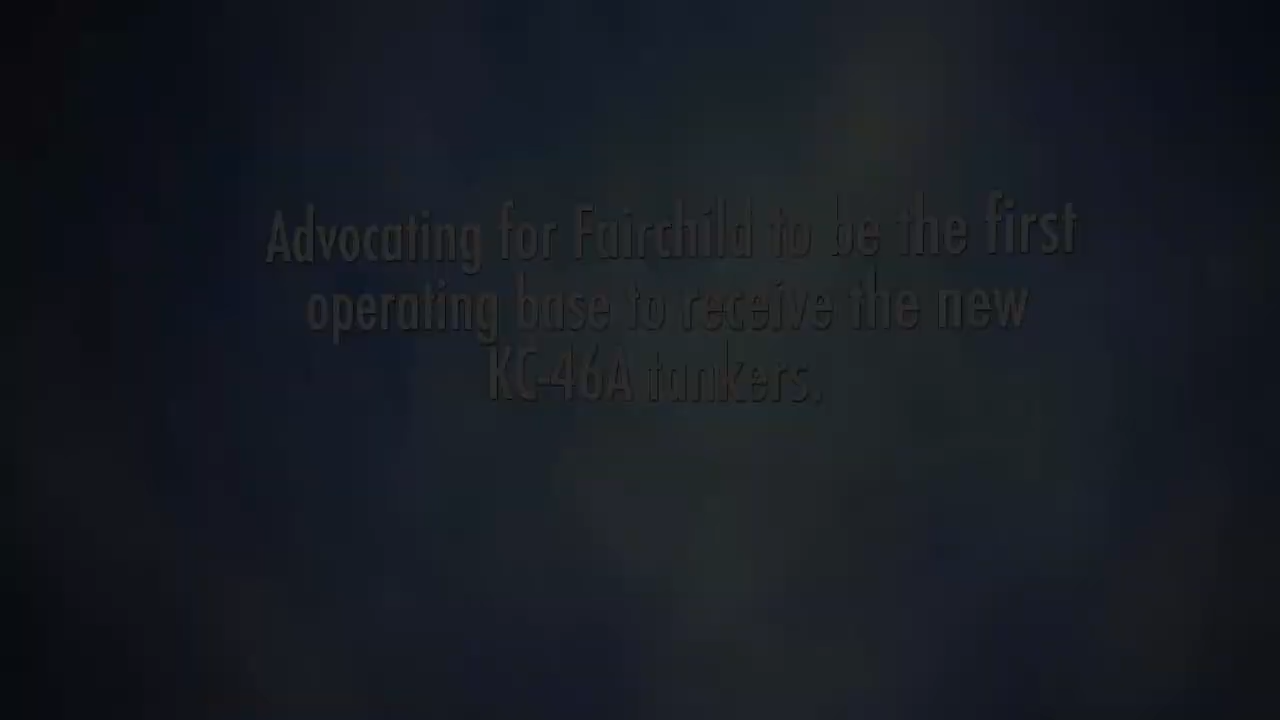 Advocating for Fairchild to be the first
operating base to receive the new
KC-46A tankers.